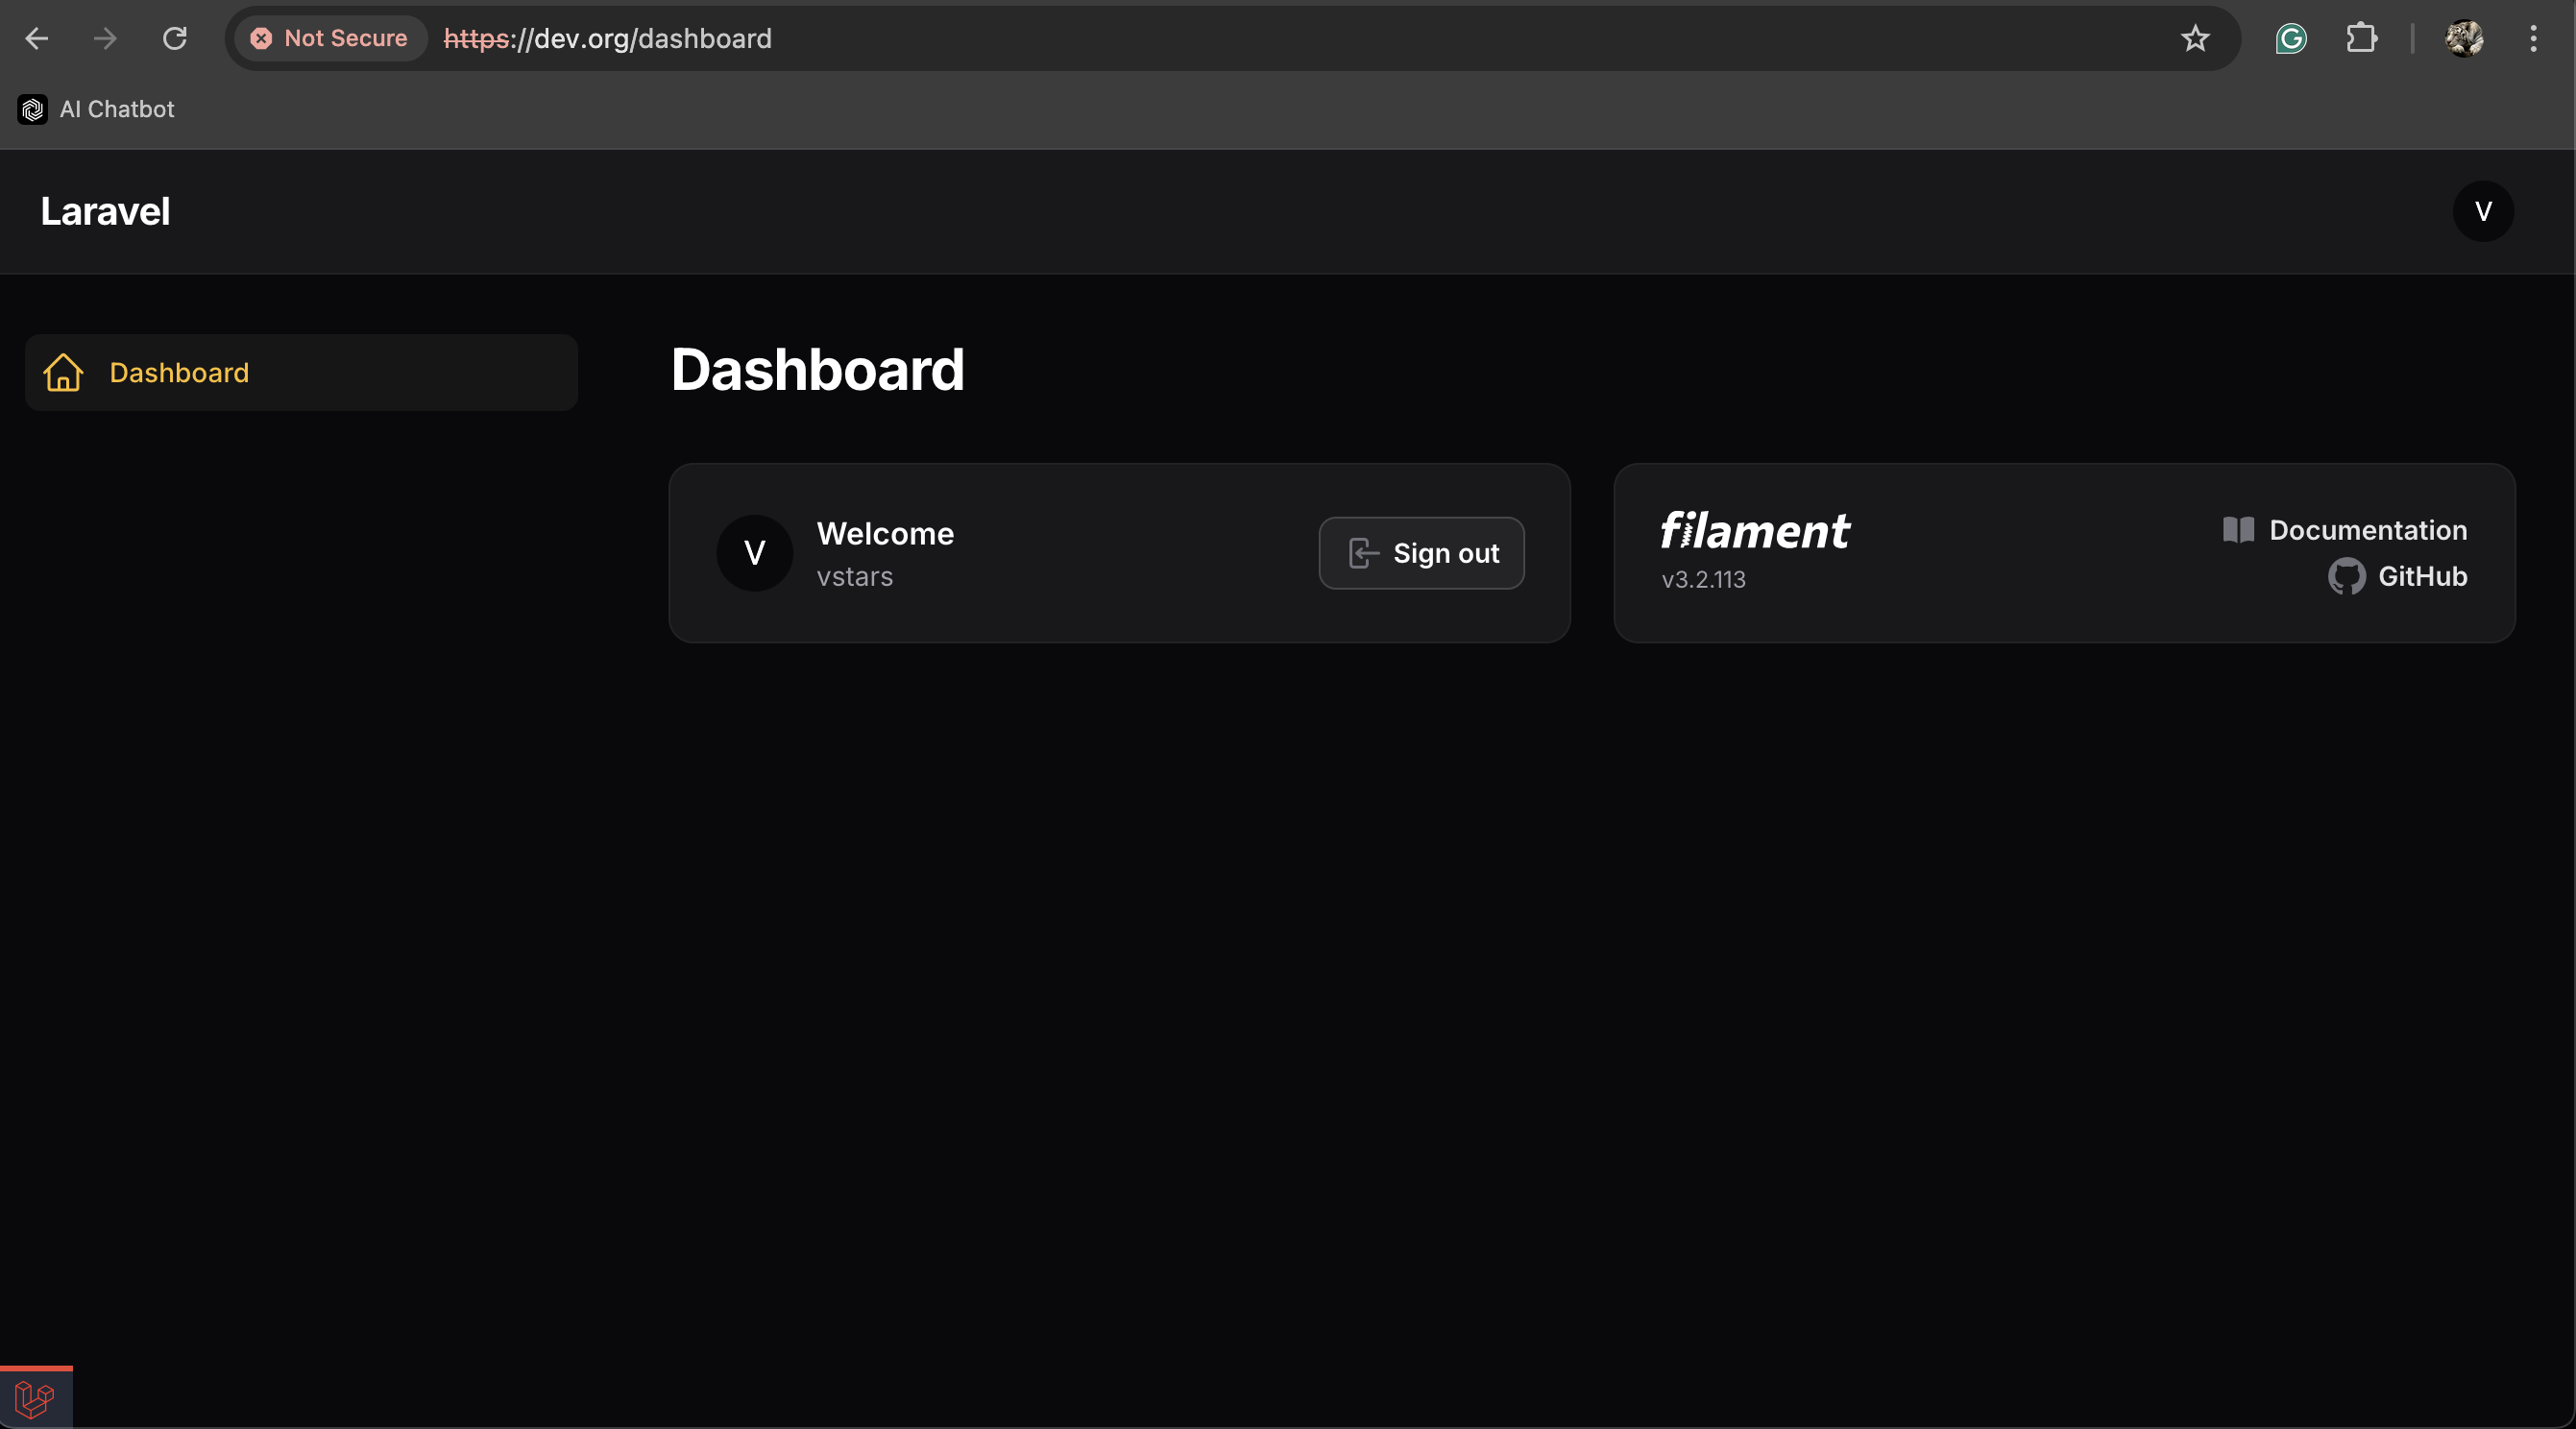 Not Secure https://dev.org/dashboard
AI Chatbot
Laravel
V
Dashboard
Dashboard
V
Welcome
vstars
Sign out
filament
v3.2.113
Documentation
GitHub